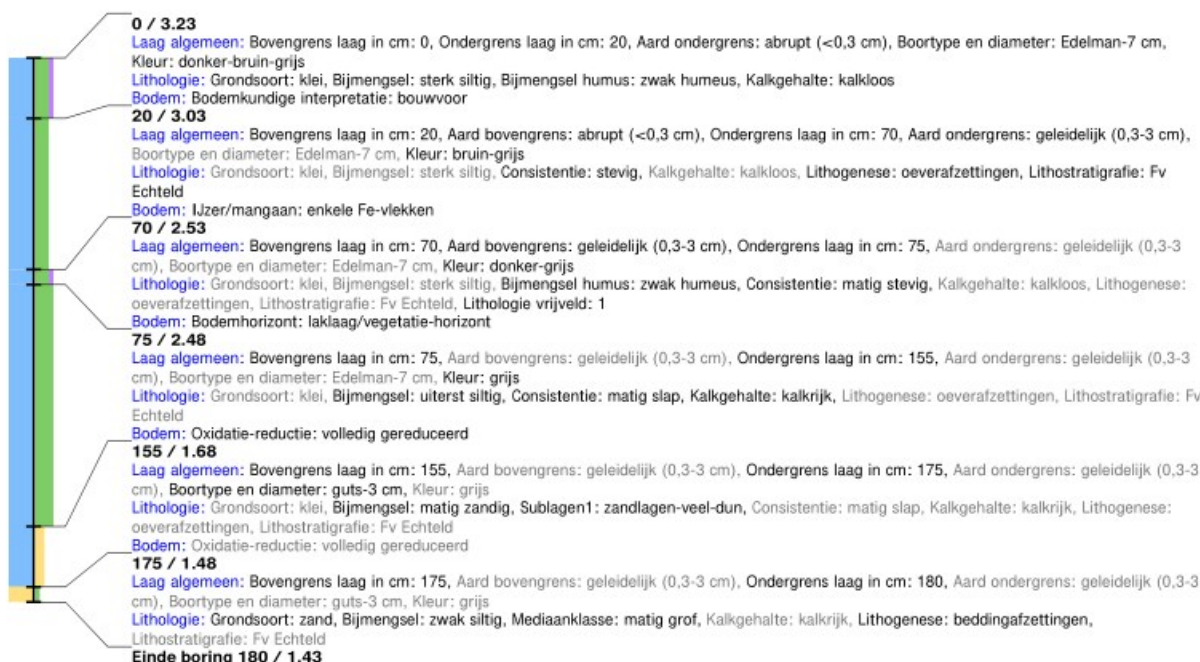 0 / 3.23
Laag algemeen: Bovengrens laag in cm: 0, Ondergrens laag in cm: 20, Aard ondergrens: abrupt (<0,3 cm), Boortype en diameter: Edelman-7 cm,
Kleur: donker-bruin-grijs
Lithologie: Grondsoort: klei, Bijmengsel: sterk siltig, Bijmengsel humus: zwak humeus, Kalkgehalte: kalkloos
Bodem: Bodemkundige interpretatie: bouwvoor
20 / 3.03
Laag algemeen: Bovengrens laag in cm: 20, Aard bovengrens: abrupt (<0,3 cm), Ondergrens laag in cm: 70, Aard ondergrens: geleidelijk (0,3-3 cm),
Boortype en diameter: Edelman-7 cm, Kleur: bruin-grijs
Lithologie: Grondsoort: klei, Bijmengsel: sterk siltig, Consistentie: stevig, Kalkgehalte: kalkloos, Lithogenese: oeverafzettingen, Lithostratigrafie: Fv
Echteld
Bodem: IJzer/mangaan: enkele Fe-vlekken
70 / 2.53
Laag algemeen: Bovengrens laag in cm: 70, Aard bovengrens: geleidelijk (0,3-3 cm), Ondergrens laag in cm: 75, Aard ondergrens: geleidelijk (0,3-3
cm), Boortype en diameter: Edelman-7 cm, Kleur: donker-grijs
Lithologie: Grondsoort: klei, Bijmengsel: sterk siltig, Bijmengsel humus: zwak humeus, Consistentie: matig stevig, Kalkgehalte: kalkloos, Lithogenese:
oeverafzettingen, Lithostratigrafie: Fv Echteld, Lithologie vrijveld: 1
Bodem: Bodemhorizont: laklaag/vegetatie-horizont
75 / 2.48
Laag algemeen: Bovengrens laag in cm: 75, Aard bovengrens: geleidelijk (0,3-3 cm), Ondergrens laag in cm: 155, Aard ondergrens: geleidelijk (0,3-3
cm), Boortype en diameter: Edelman-7 cm, Kleur: grijs
Lithologie: Grondsoort: klei, Bijmengsel: uiterst siltig, Consistentie: matig slap, Kalkgehalte: kalkrijk, Lithogenese: oeverafzettingen, Lithostratigrafie: Fv
Echteld
Bodem: Oxidatie-reductie: volledig gereduceerd
155 / 1.68
Laag algemeen: Bovengrens laag in cm: 155, Aard bovengrens: geleidelijk (0,3-3 cm), Ondergrens laag in cm: 175, Aard ondergrens: geleidelijk (0,3-3
cm), Boortype en diameter: guts-3 cm, Kleur: grijs
Lithologie: Grondsoort: klei, Bijmengsel: matig zandig, Sublagen1: zandlagen-veel-dun, Consistentie: matig slap, Kalkgehalte: kalkrijk, Lithogenese:
oeverafzettingen, Lithostratigrafie: Fv Echteld
Bodem: Oxidatie-reductie: volledig gereduceerd
175 / 1.48
Laag algemeen: Bovengrens laag in cm: 175, Aard bovengrens: geleidelijk (0,3-3 cm), Ondergrens laag in cm: 180, Aard ondergrens: geleidelijk (0,3-3
cm), Boortype en diameter: guts-3 cm, Kleur: grijs
Lithologie: Grondsoort: zand, Bijmengsel: zwak siltig, Mediaanklasse: matig grof, Kalkgehalte: kalkrijk, Lithogenese: beddingafzettingen,
Lithostratigrafie: Fv Echteld
Einde boring 180 / 1.43